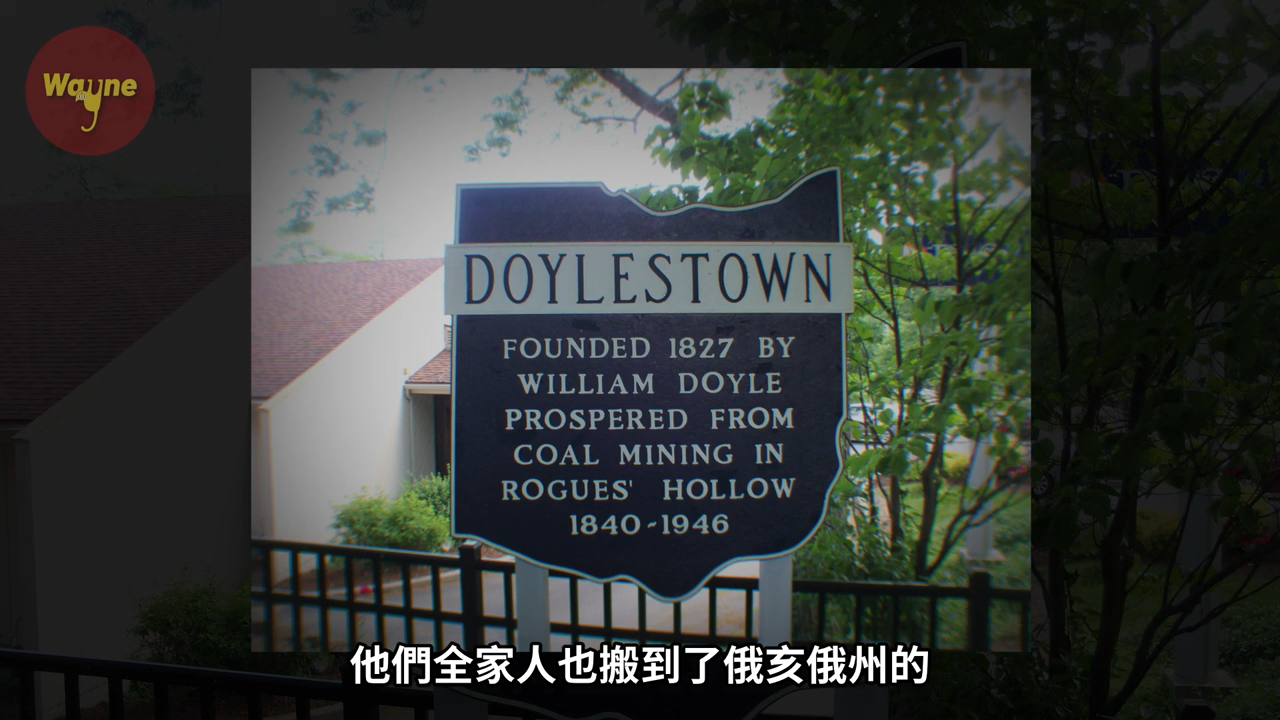 Wayne
DOYLESTOWN
FOUNDED 1827 BY
WILLIAM DOYLE
PROSPERED FROM
COAL MINING IN
ROGUES' HOLLOW
1840-1946
他們全家人也搬到了俄亥俄州的